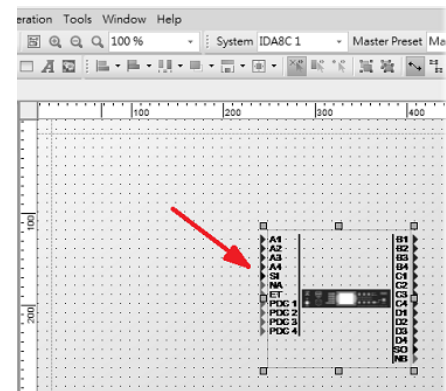 eration Tools Window Help
100 % System IDA8C 1 Master Preset Ma
100 200 300 400
100
200
A1
A2
A3
A4
SI
NA
ET
PDC 1
PDC 2
PDC 3
PDC 4
B1
B2
B3
B4
C1
C2
C3
C4
D1
D2
D3
D4
SO
NB